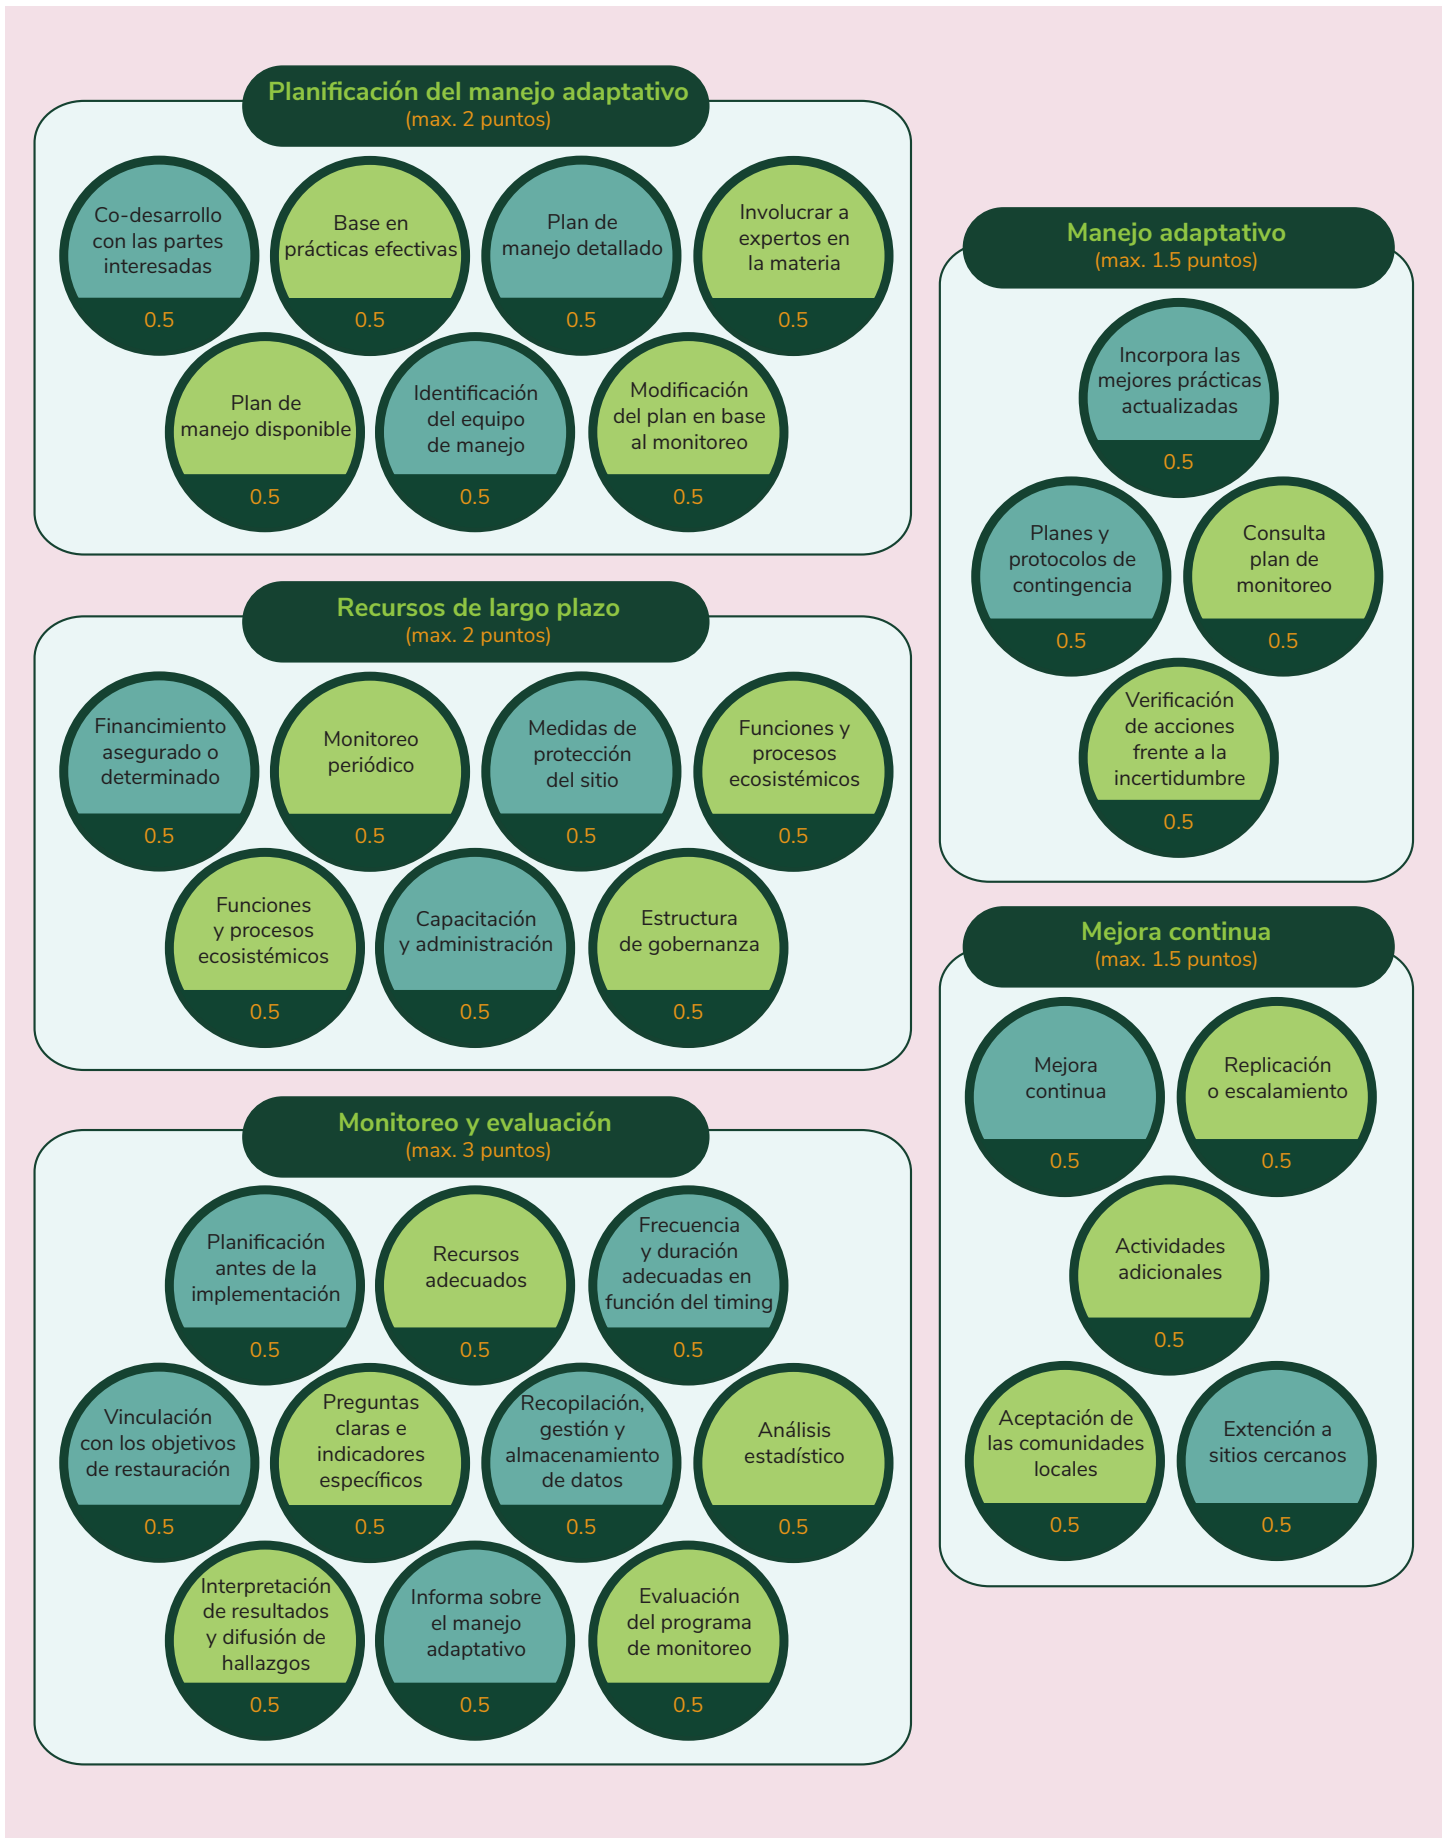 Planificación del manejo adaptativo
(max. 2 puntos)
Co-desarrollo
con las partes
interesadas
0.5
Base en
prácticas efectivas
0.5
Plan de
manejo detallado
0.5
Involucrar a
expertos en
la materia
0.5
Plan de
manejo disponible
0.5
Identificación
del equipo
de manejo
0.5
Modificación
del plan en base
al monitoreo
0.5
Recursos de largo plazo
(max. 2 puntos)
Financimiento
asegurado o
determinado
0.5
Monitoreo
periódico
0.5
Medidas de
protección
del sitio
0.5
Funciones y
procesos
ecosistémicos
0.5
Funciones
y procesos
ecosistémicos
0.5
Capacitación
y administración
0.5
Estructura
de gobernanza
0.5
Monitoreo y evaluación
(max. 3 puntos)
Planificación
antes de la
implementación
0.5
Recursos
adecuados
0.5
Frecuencia
y duración
adecuadas en
función del timing
0.5
Vinculación
con los objetivos
de restauración
0.5
Preguntas
claras e
indicadores
específicos
0.5
Recopilación,
gestión y
almacenamiento
de datos
0.5
Análisis
estadístico
0.5
Interpretación
de resultados
y difusión de
hallazgos
0.5
Informa sobre
el manejo
adaptativo
0.5
Evaluación
del programa
de monitoreo
0.5
Manejo adaptativo
(max. 1.5 puntos)
Incorpora las
mejores prácticas
actualizadas
0.5
Planes y
protocolos de
contingencia
0.5
Consulta
plan de
monitoreo
0.5
Verificación
de acciones
frente a la
incertidumbre
0.5
Mejora continua
(max. 1.5 puntos)
Mejora
continua
0.5
Replicación
o escalamiento
0.5
Actividades
adicionales
0.5
Aceptación de
las comunidades
locales
0.5
Extención a
sitios cercanos
0.5